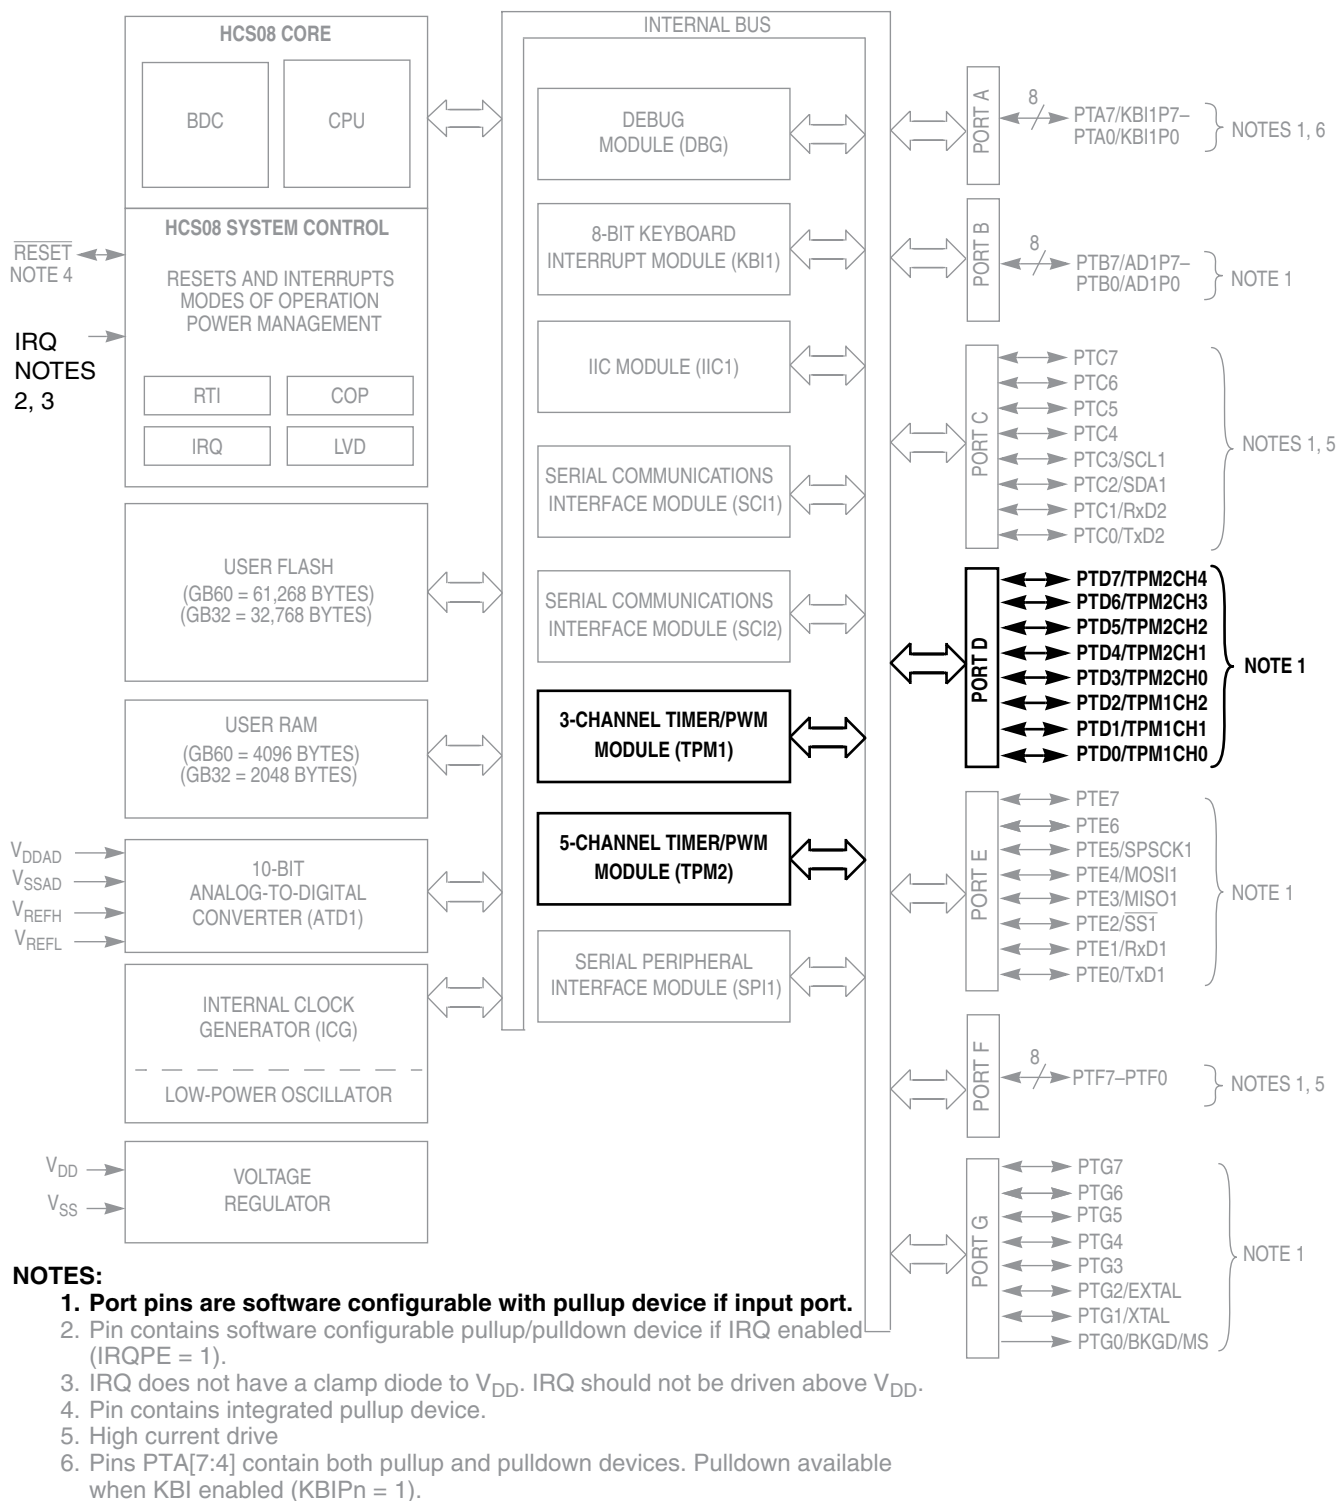 HCS08 CORE
BDC
CPU
HCS08 SYSTEM CONTROL
RESETS AND INTERRUPTS
MODES OF OPERATION
POWER MANAGEMENT
RTI
COP
IRQ
LVD
RESET
NOTE 4
IRQ
NOTES
2, 3
USER FLASH
(GB60 = 61,268 BYTES)
(GB32 = 32,768 BYTES)
USER RAM
(GB60 = 4096 BYTES)
(GB32 = 2048 BYTES)
VDDAD
VSSAD
VREFH
VREFL
10-BIT
ANALOG-TO-DIGITAL
CONVERTER (ATD1)
INTERNAL CLOCK
GENERATOR (ICG)
LOW-POWER OSCILLATOR
VDD
VSS
VOLTAGE
REGULATOR
INTERNAL BUS
DEBUG
MODULE (DBG)
8-BIT KEYBOARD
INTERRUPT MODULE (KBI1)
IIC MODULE (IIC1)
SERIAL COMMUNICATIONS
INTERFACE MODULE (SCI1)
SERIAL COMMUNICATIONS
INTERFACE MODULE (SCI2)
3-CHANNEL TIMER/PWM
MODULE (TPM1)
5-CHANNEL TIMER/PWM
MODULE (TPM2)
SERIAL PERIPHERAL
INTERFACE MODULE (SPI1)
PORT A
8
PTA7/KBI1P7–
PTA0/KBI1P0
NOTES 1, 6
PORT B
8
PTB7/AD1P7–
PTB0/AD1P0
NOTE 1
PORT C
PTC7
PTC6
PTC5
PTC4
PTC3/SCL1
PTC2/SDA1
PTC1/RxD2
PTC0/TxD2
NOTES 1, 5
PORT D
PTD7/TPM2CH4
PTD6/TPM2CH3
PTD5/TPM2CH2
PTD4/TPM2CH1
PTD3/TPM2CH0
PTD2/TPM1CH2
PTD1/TPM1CH1
PTD0/TPM1CH0
NOTE 1
PORT E
PTE7
PTE6
PTE5/SPSCK1
PTE4/MOSI1
PTE3/MISO1
PTE2/SS1
PTE1/RxD1
PTE0/TxD1
NOTE 1
PORT F
8
PTF7–PTF0
NOTES 1, 5
PORT G
PTG7
PTG6
PTG5
PTG4
PTG3
PTG2/EXTAL
PTG1/XTAL
PTG0/BKGD/MS
NOTE 1
NOTES:
1. Port pins are software configurable with pullup device if input port.
2. Pin contains software configurable pullup/pulldown device if IRQ enabled
(IRQPE = 1).
3. IRQ does not have a clamp diode to VDD. IRQ should not be driven above VDD.
4. Pin contains integrated pullup device.
5. High current drive
6. Pins PTA[7:4] contain both pullup and pulldown devices. Pulldown available
when KBI enabled (KBIPn = 1).